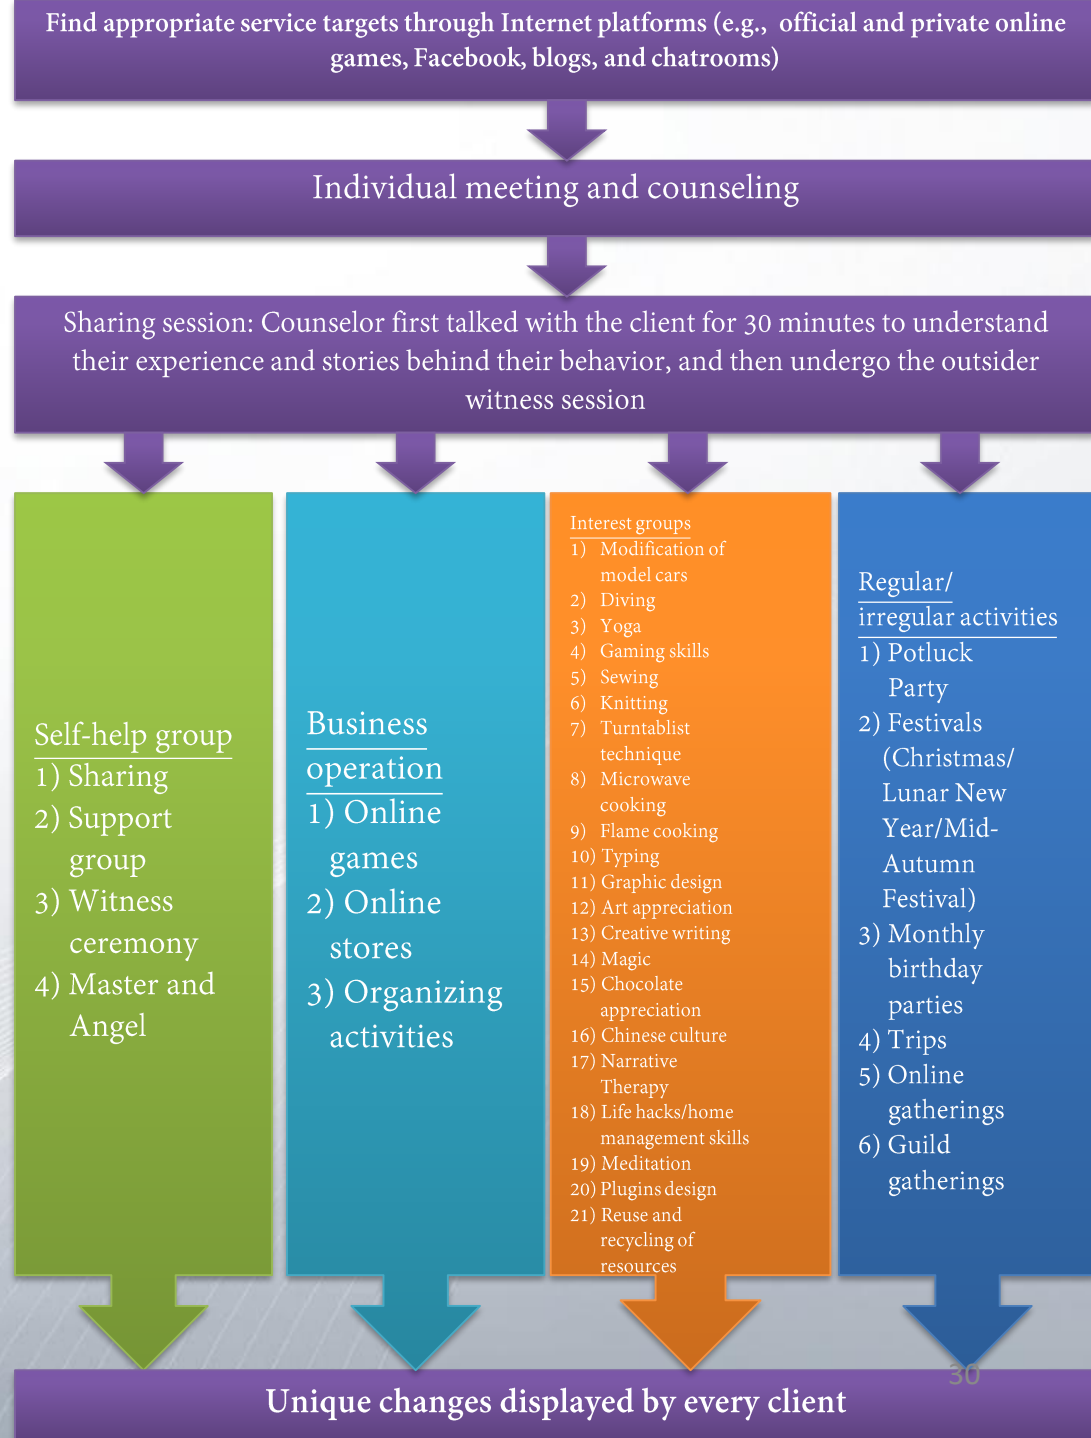 Find appropriate service targets through Internet platforms (e.g., official and private online
games, Facebook, blogs, and chatrooms)
Individual meeting and counseling
Sharing session: Counselor first talked with the client for 30 minutes to understand
their experience and stories behind their behavior, and then undergo the outsider
witness session
Self-help group
1) Sharing
2) Support
group
3) Witness
ceremony
4) Master and
Angel
Business
operation
1) Online
games
2) Online
stores
3) Organizing
activities
Interest groups
1) Modification of
model cars
2) Diving
3) Yoga
4) Gaming skills
5) Sewing
6) Knitting
7) Turntablist
technique
8) Microwave
cooking
9) Flame cooking
10) Typing
11) Graphic design
12) Art appreciation
13) Creative writing
14) Magic
15) Chocolate
appreciation
16) Chinese culture
17) Narrative
Therapy
18) Life hacks/home
management skills
19) Meditation
20) Plugins design
21) Reuse and
recycling of
resources
Regular/
irregular activities
1) Potluck
Party
2) Festivals
(Christmas/
Lunar New
Year/Mid-
Autumn
Festival)
3) Monthly
birthday
parties
4) Trips
5) Online
gatherings
6) Guild
gatherings
30
Unique changes displayed by every client